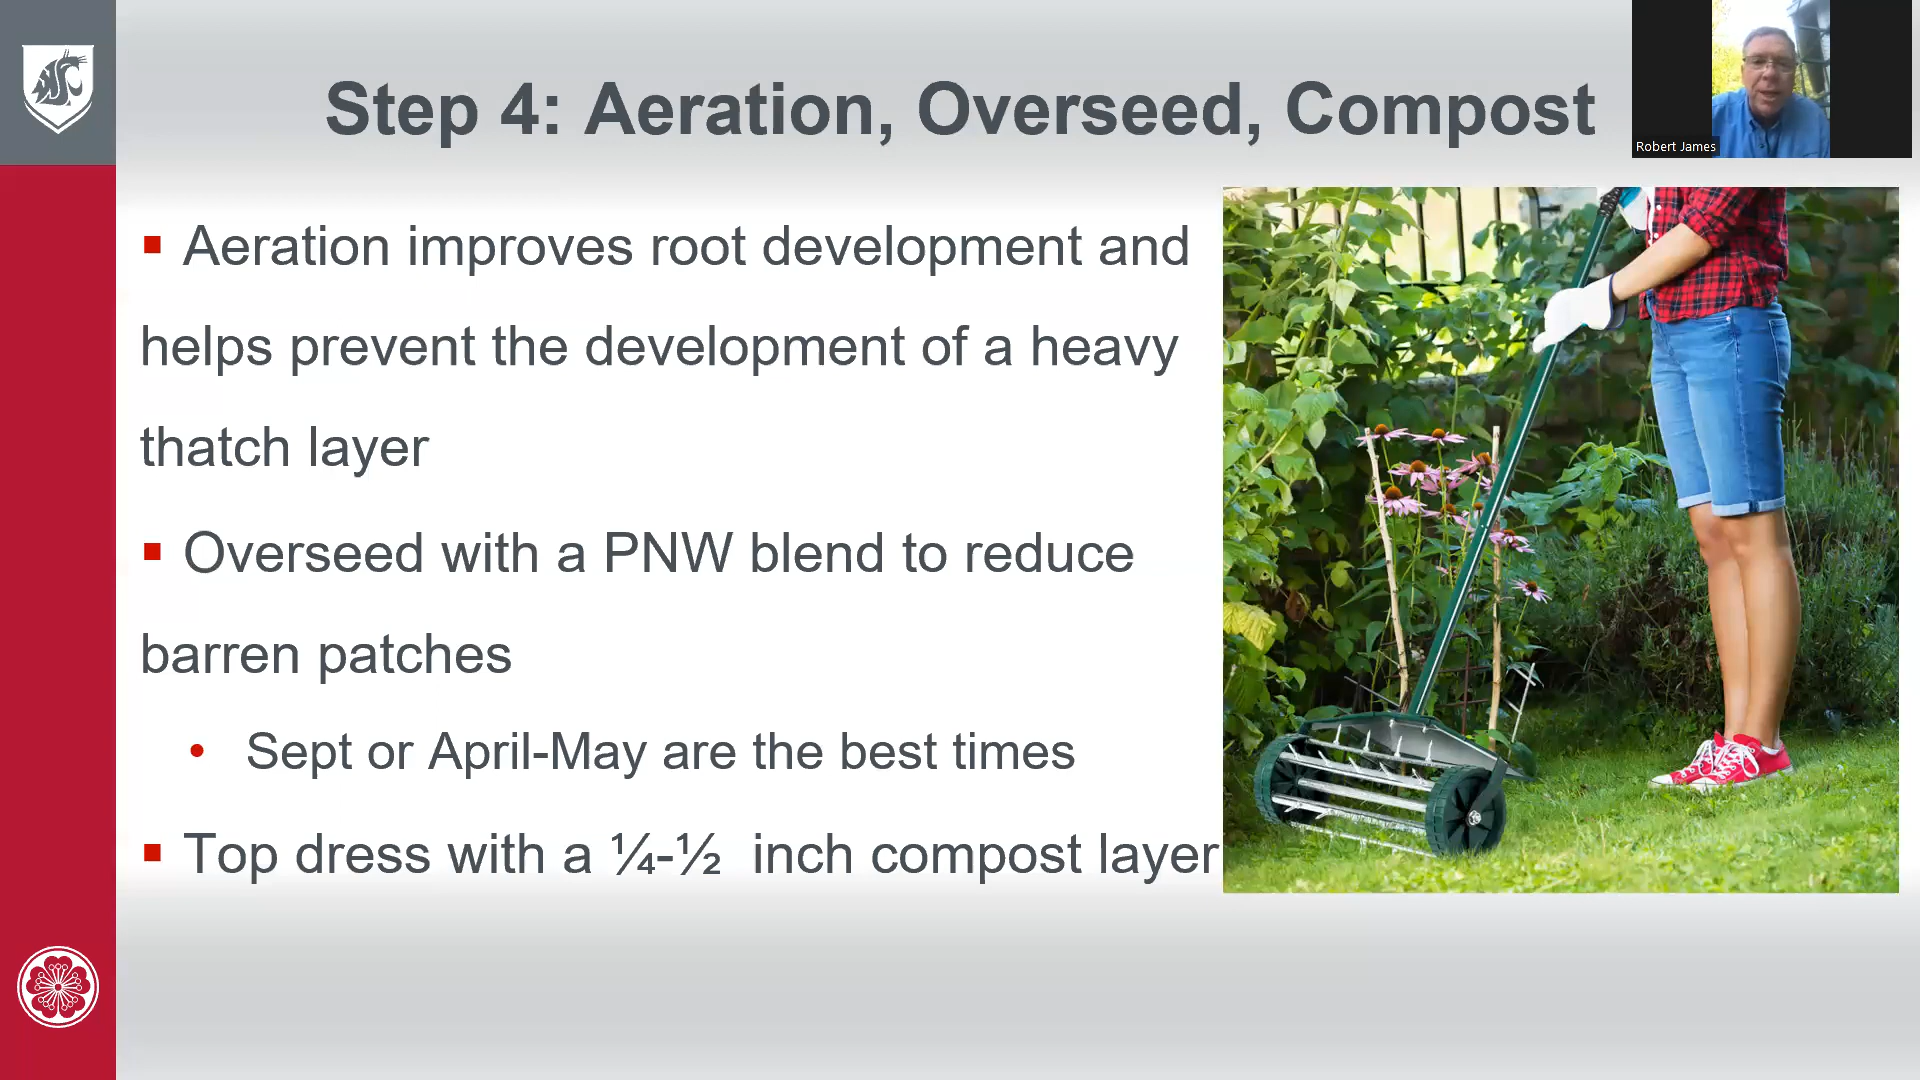 Step 4: Aeration, Overseed, Compost
Robert James
▪ Aeration improves root development and
helps prevent the development of a heavy
thatch layer
▪ Overseed with a PNW blend to reduce
barren patches
• Sept or April-May are the best times
▪ Top dress with a ¼-½ inch compost layer